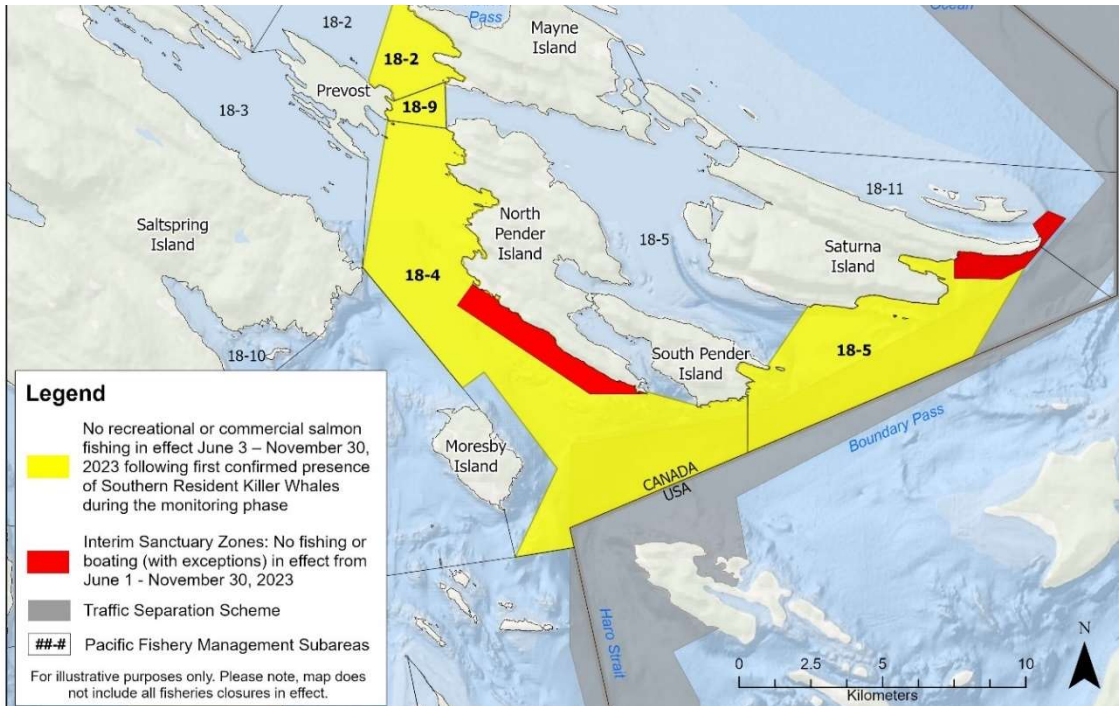 18-2
Pass
Mayne
Island
Ocean
18-2
Prevost
18-3
18-9
18-11
North
Pender
Island
Saltspring
Island
18-5
Saturna
Island
18-4
18-10
South Pender
Island
18-5
Moresby
Island
Boundary Pass
CANADA
USA
Haro Strait
Legend
No recreational or commercial salmon
fishing in effect June 3 – November 30,
2023 following first confirmed presence
of Southern Resident Killer Whales
during the monitoring phase
Interim Sanctuary Zones: No fishing or
boating (with exceptions) in effect from
June 1 - November 30, 2023
Traffic Separation Scheme
##-# Pacific Fishery Management Subareas
For illustrative purposes only. Please note, map does
not include all fisheries closures in effect.
N
0 2.5 5 10
Kilometers